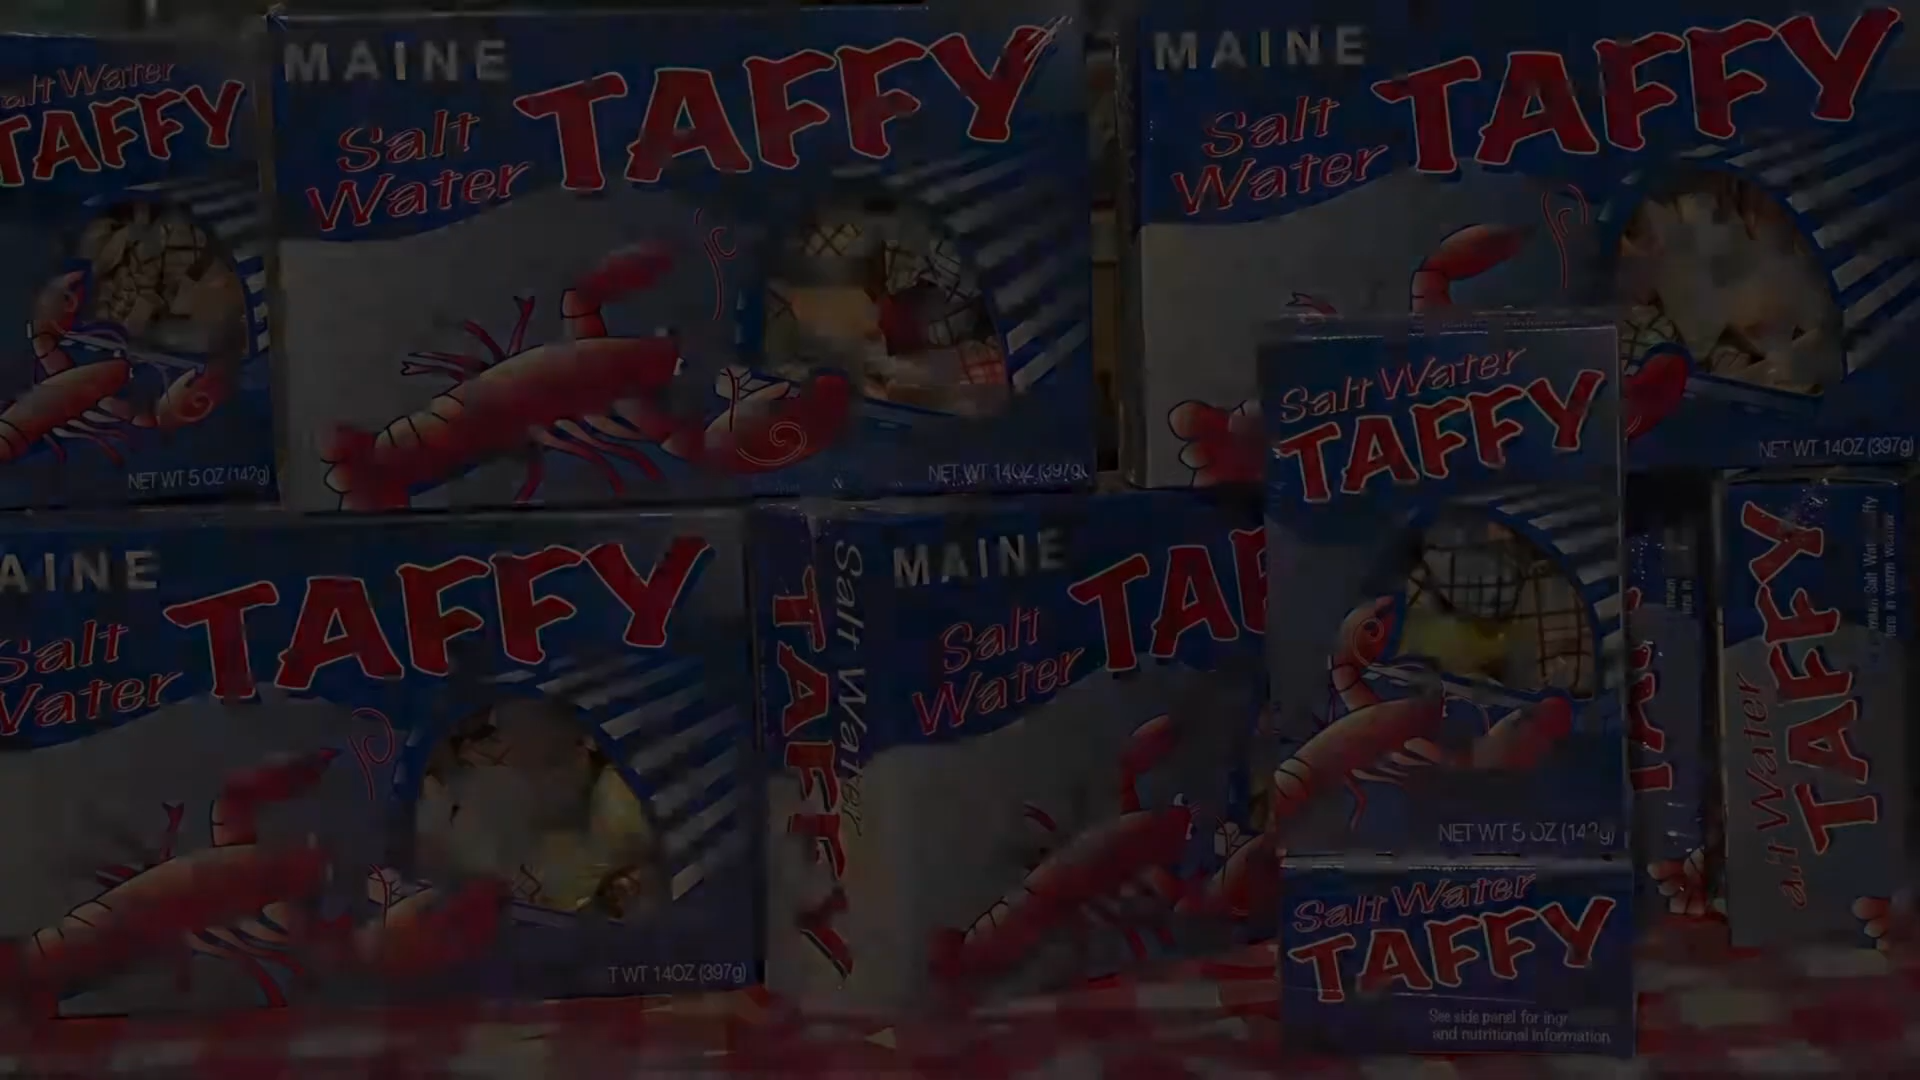 Salt Water
TAFFY
NET WT 5 OZ (142g)
MAINE
Salt
Water
TAFFY
NET WT 14OZ (397g)
MAINE
Salt
Water
TAFFY
NET WT 14OZ (397g)
AINE
Salt
Water
TAFFY
T WT 14OZ (397g)
Salt Water
TAFFY
MAINE
Salt
Water
TAF
Salt Water
TAFFY
NET WT 5 OZ (142g)
Salt Water
TAFFY
See side panel for ingr
and nutritional information
alt Water
TAFFY